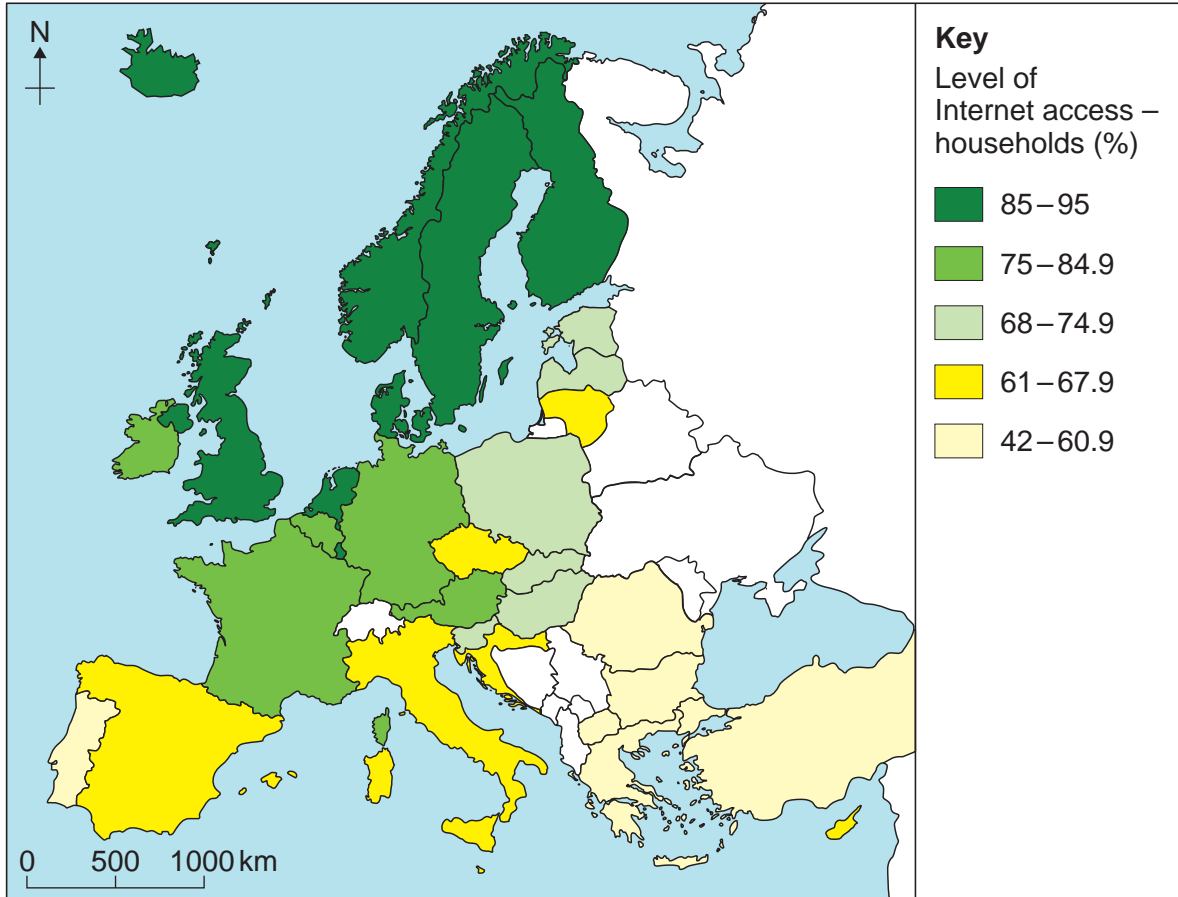 N
0 500 1000 km
Key
Level of
Internet access –
households (%)
85–95
75–84.9
68–74.9
61–67.9
42–60.9